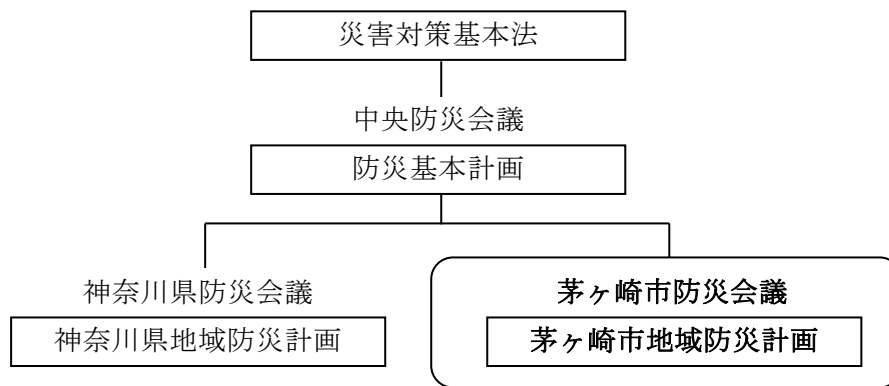 災害対策基本法
中央防災会議
防災基本計画
神奈川県防災会議
神奈川県地域防災計画
茅ヶ崎市防災会議
茅ヶ崎市地域防災計画